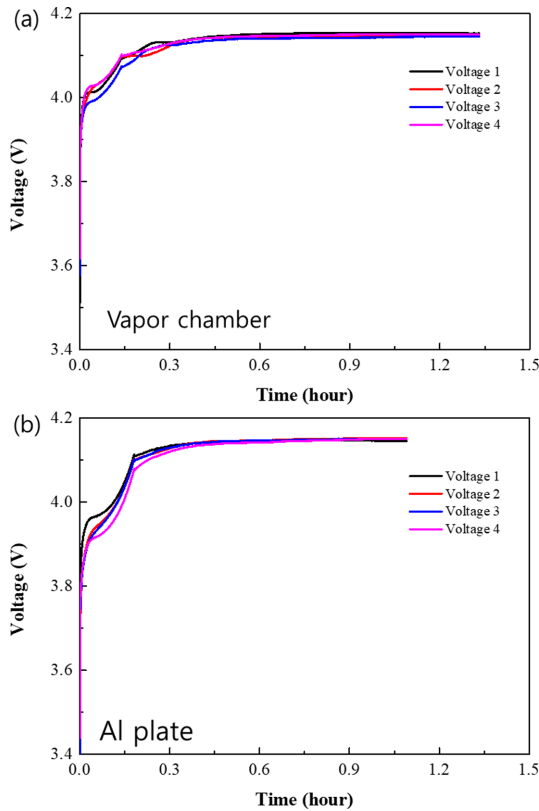 (a)
4.2
4.0
3.8
3.6
3.4
Voltage (V)
Voltage 1
Voltage 2
Voltage 3
Voltage 4
Vapor chamber
0.0 0.3 0.6 0.9 1.2 1.5
Time (hour)
(b)
4.2
4.0
3.8
3.6
3.4
Voltage (V)
Voltage 1
Voltage 2
Voltage 3
Voltage 4
Al plate
0.0 0.3 0.6 0.9 1.2 1.5
Time (hour)